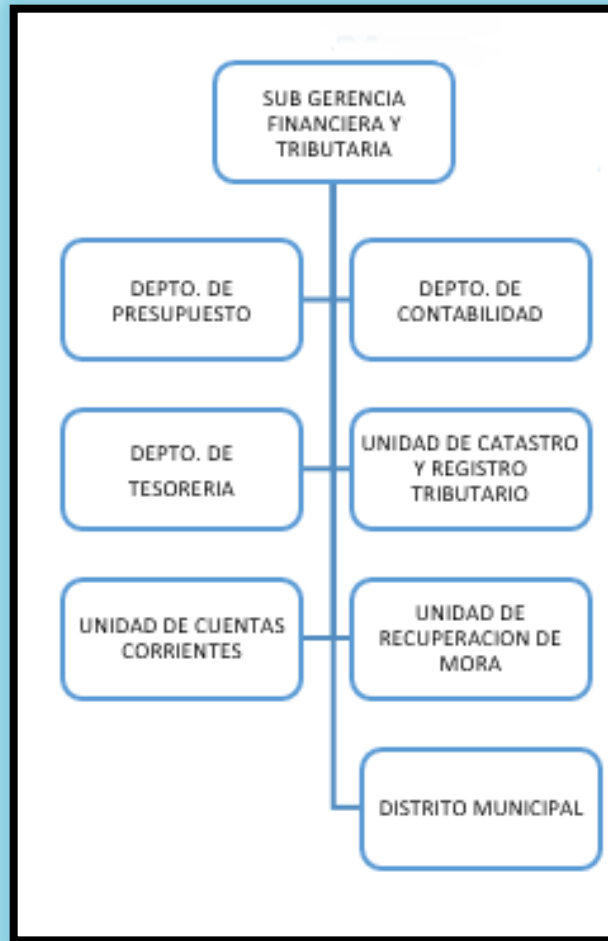 SUB GERENCIA
FINANCIERA Y
TRIBUTARIA
DEPTO. DE
PRESUPUESTO
DEPTO. DE
CONTABILIDAD
DEPTO. DE
TESORERIA
UNIDAD DE CATASTRO
Y REGISTRO
TRIBUTARIO
UNIDAD DE CUENTAS
CORRIENTES
UNIDAD DE
RECUPERACION DE
MORA
DISTRITO MUNICIPAL